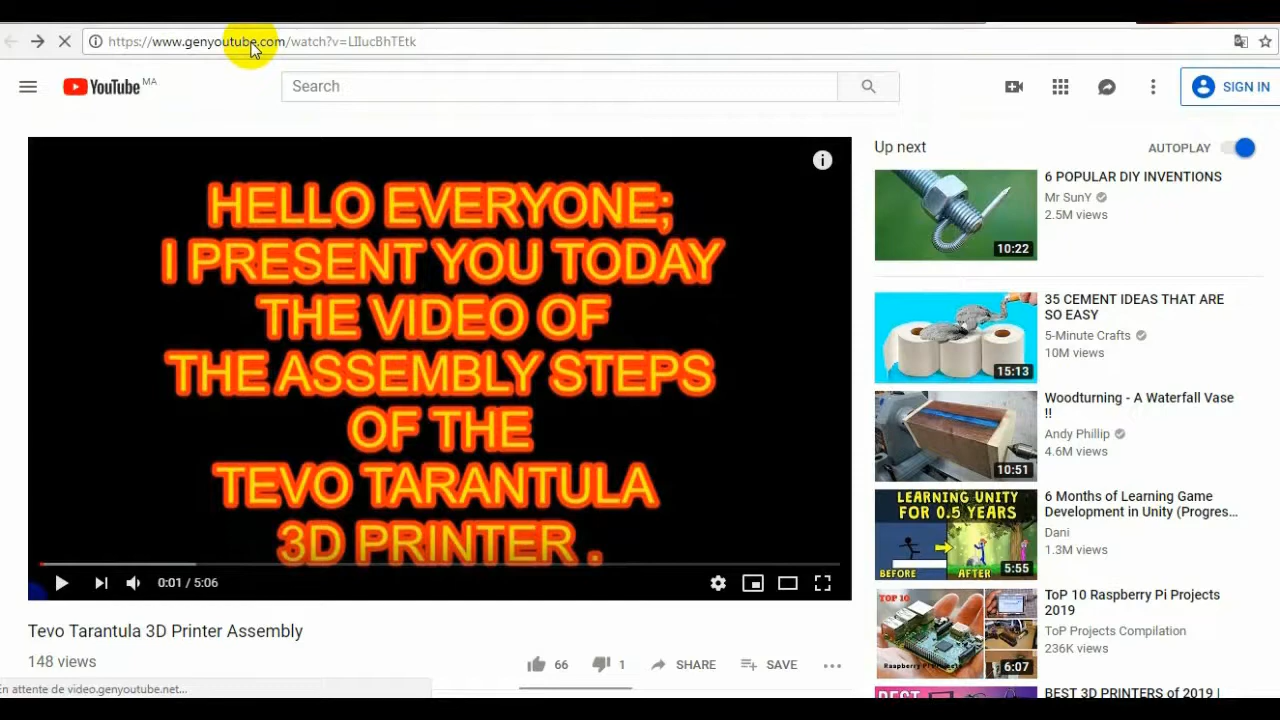 https://www.genyoutube.com/watch?v=LIIucBhTEtk
YouTube MA
Search
SIGN IN
HELLO EVERYONE;
I PRESENT YOU TODAY
THE VIDEO OF
THE ASSEMBLY STEPS
OF THE
TEVO TARANTULA
3D PRINTER .
0:01 / 5:06
Tevo Tarantula 3D Printer Assembly
148 views
66
1
SHARE
SAVE
En attente de video.genyoutube.net...
Up next
AUTOPLAY
10:22
6 POPULAR DIY INVENTIONS
Mr SunY
2.5M views
15:13
35 CEMENT IDEAS THAT ARE
SO EASY
5-Minute Crafts
10M views
10:51
Woodturning - A Waterfall Vase
!!
Andy Phillip
4.6M views
LEARNING UNITY
FOR 0.5 YEARS
BEFORE
AFTER
5:55
6 Months of Learning Game
Development in Unity (Progres...
Dani
1.3M views
TOP 10
Raspberry Pi Projects
6:07
ToP 10 Raspberry Pi Projects
2019
ToP Projects Compilation
236K views
BEST
BEST 3D PRINTERS of 2019 |